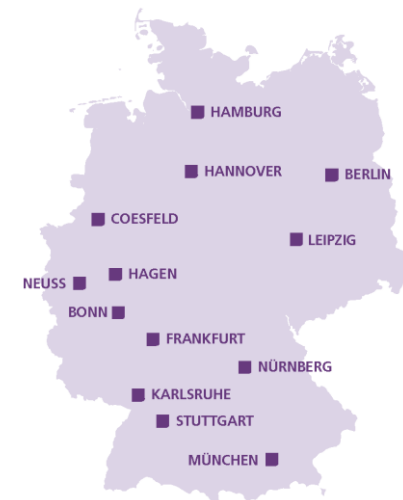 HAMBURG
HANNOVER
BERLIN
COESFELD
LEIPZIG
HAGEN
NEUSS
BONN
FRANKFURT
NÜRNBERG
KARLSRUHE
STUTTGART
MÜNCHEN